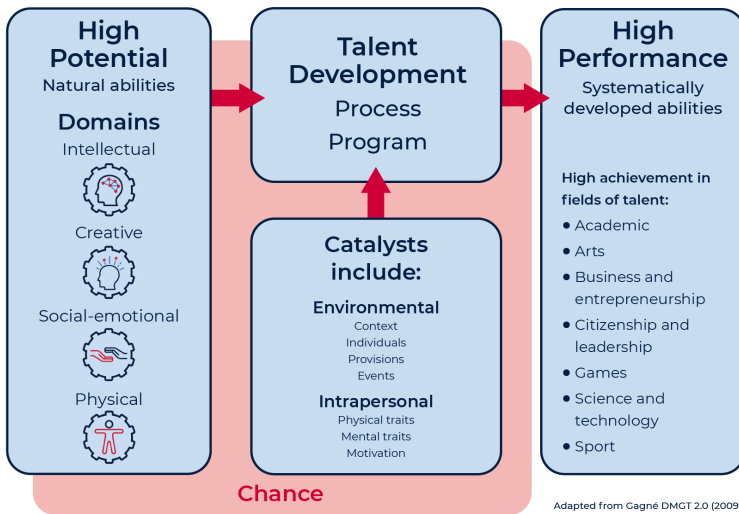 High
Potential
Natural abilities
Domains
Intellectual
Creative
Social-emotional
Physical
Talent
Development
Process
Program
Catalysts
include:
Environmental
Context
Individuals
Provisions
Events
Intrapersonal
Physical traits
Mental traits
Motivation
Chance
High
Performance
Systematically
developed abilities
High achievement in
fields of talent:
• Academic
• Arts
• Business and
entrepreneurship
• Citizenship and
leadership
• Games
• Science and
technology
• Sport
Adapted from Gagné DMGT 2.0 (2009